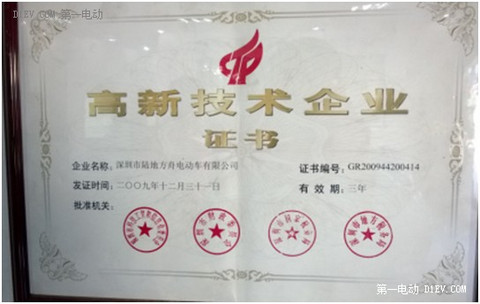 D1EV.COM 第一电动
高新技术企业
证书
企业名称：深圳市陆地方舟电动车有限公司
证书编号：GR200944200414
发证时间：二〇〇九年十二月三十一日
有效期：三年
批准机关：
第一电动 D1EV.COM